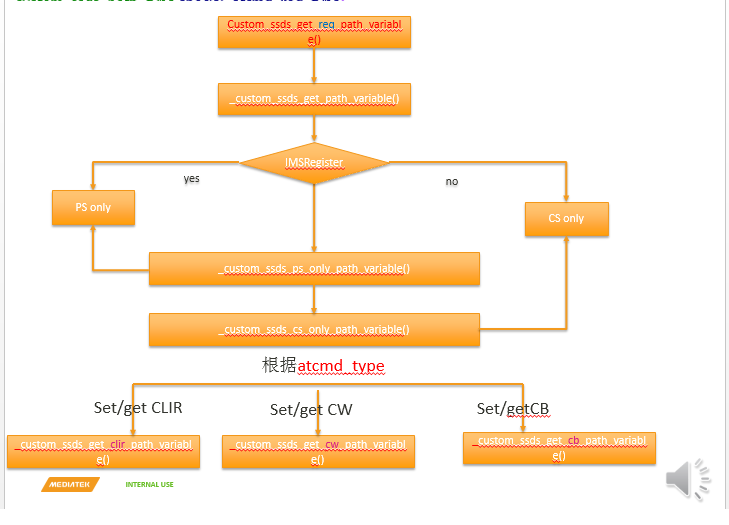 Custom_ssds_get_req_path_variabl
e()
_custom_ssds_get_path_variable()
IMSRegister
yes
no
PS only
CS only
_custom_ssds_ps_only_path_variable()
_custom_ssds_cs_only_path_variable()
根据atcmd_type
Set/get CLIR
Set/get CW
Set/getCB
_custom_ssds_get_clir_path_variabl
e()
_custom_ssds_get_cw_path_variabl
e()
_custom_ssds_get_cb_path_variabl
e()
MEDIATEK
INTERNAL USE